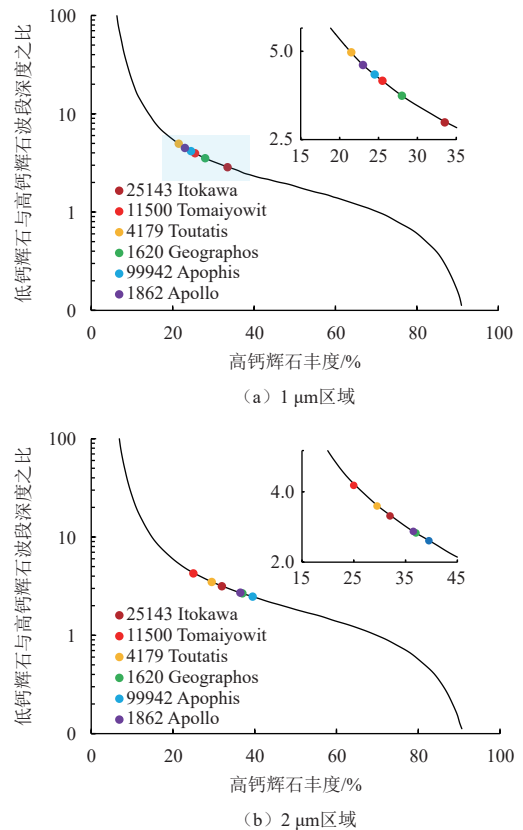 低钙辉石与高钙辉石波段深度之比
100
10
1
0
5.0
2.5
15
25
35
25143 Itokawa
11500 Tomaiyowit
4179 Toutatis
1620 Geographos
99942 Apophis
1862 Apollo
0
20
40
60
80
100
高钙辉石丰度/%
（a）1 μm区域
低钙辉石与高钙辉石波段深度之比
100
10
1
0
4.0
2.0
15
25
35
45
25143 Itokawa
11500 Tomaiyowit
4179 Toutatis
1620 Geographos
99942 Apophis
1862 Apollo
0
20
40
60
80
100
高钙辉石丰度/%
（b）2 μm区域